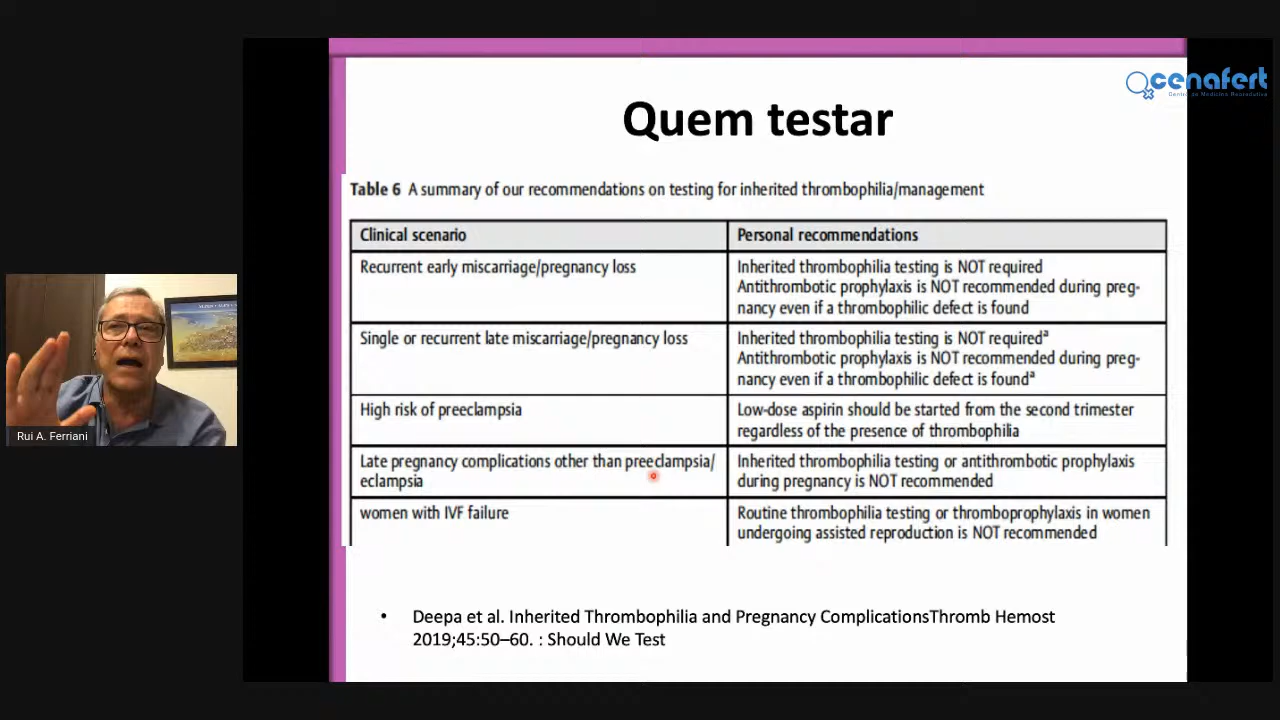 cenafert
Quem testar
Table 6 A summary of our recommendations on testing for inherited thrombophilia/management
Clinical scenario
Personal recommendations
Recurrent early miscarriage/pregnancy loss
Inherited thrombophilia testing is NOT required
Antithrombotic prophylaxis is NOT recommended during preg-
nancy even if a thrombophilic defect is found
Single or recurrent late miscarriage/pregnancy loss
Inherited thrombophilia testing is NOT requiredª
Antithrombotic prophylaxis is NOT recommended during preg-
nancy even if a thrombophilic defect is foundª
High risk of preeclampsia
Low-dose aspirin should be started from the second trimester
regardless of the presence of thrombophilia
Late pregnancy complications other than preeclampsia/
eclampsia
Inherited thrombophilia testing or antithrombotic prophylaxis
during pregnancy is NOT recommended
women with IVF failure
Routine thrombophilia testing or thromboprophylaxis in women
undergoing assisted reproduction is NOT recommended
• Deepa et al. Inherited Thrombophilia and Pregnancy ComplicationsThromb Hemost
2019;45:50–60. : Should We Test
Rui A. Ferriani